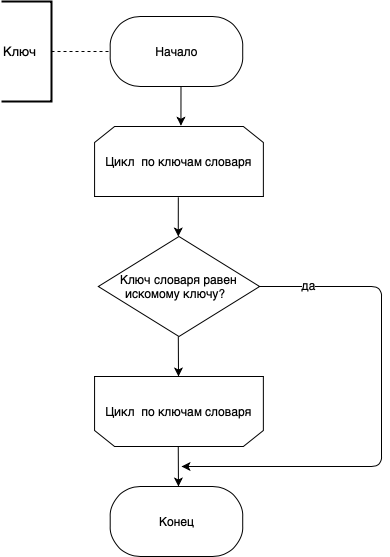 Ключ
Начало
Цикл по ключам словаря
Ключ словаря равен
искомому ключу?
да
Цикл по ключам словаря
Конец